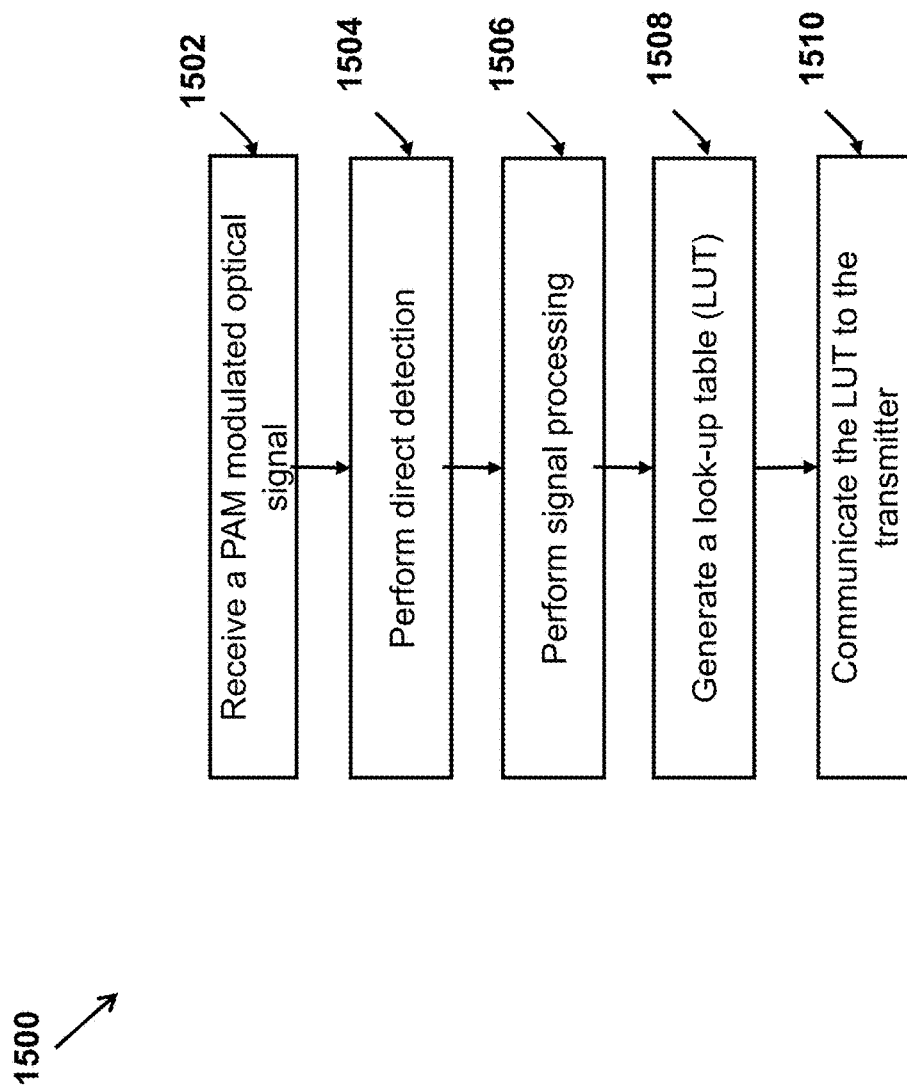 1500
1502
Receive a PAM modulated optical
signal
1504
Perform direct detection
1506
Perform signal processing
1508
Generate a look-up table (LUT)
1510
Communicate the LUT to the
transmitter